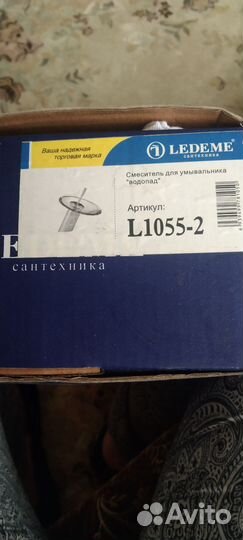 Ваша надежная
торговая марка
LEDEME
САНТЕХНИКА
Смеситель для умывальника
"водопад"
Артикул:
L1055-2
E
сантехника
Avito